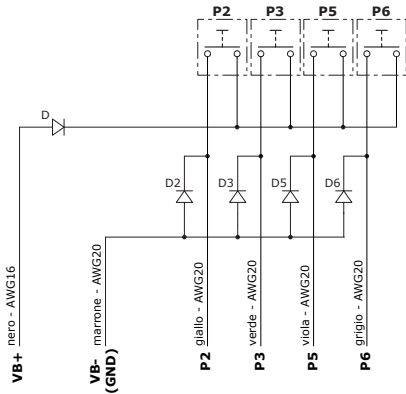 P2
P3
P5
P6
D
D2
D3
D5
D6
VB+ nero - AWG16
VB- marrone - AWG20
(GND)
P2 giallo - AWG20
P3 verde - AWG20
P5 viola - AWG20
P6 grigio - AWG20